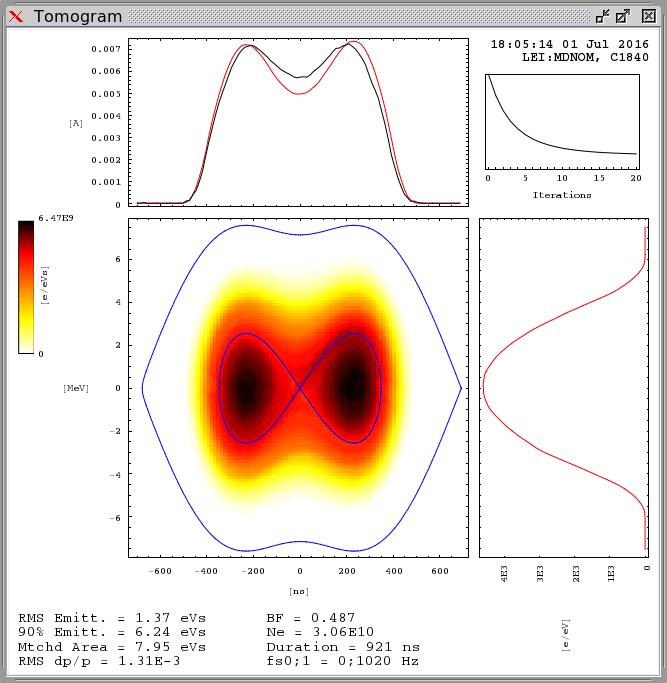 Tomogram
18:05:14 01 Jul 2016
LEI:MDNOM, C1840
[A]
0.007
0.006
0.005
0.004
0.003
0.002
0.001
0
0 5 10 15 20
Iterations
6.47E9
[e/eVs]
0
[MeV]
6
4
2
0
-2
-4
-6
-600 -400 -200 0 200 400 600
[ns]
4E3 3E3 2E3 1E3 0
[e/eV]
RMS Emitt. = 1.37 eVs BF = 0.487
90% Emitt. = 6.24 eVs Ne = 3.06E10
Mtchd Area = 7.95 eVs Duration = 921 ns
RMS dp/p = 1.31E-3 fs0;1 = 0;1020 Hz